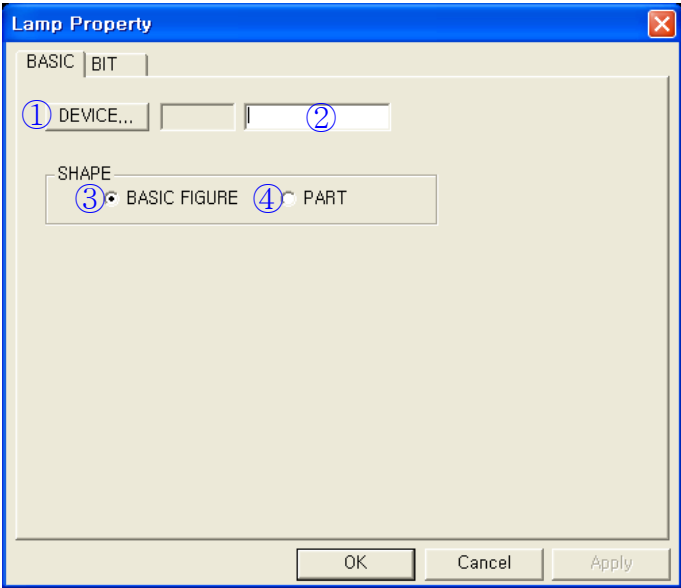 Lamp Property
BASIC BIT
① DEVICE... ②
SHAPE
③ BASIC FIGURE ④ PART
OK Cancel Apply